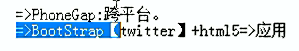 =>PhoneGap:跨平台。
=>BootStrap【twitter】+html5=>应用